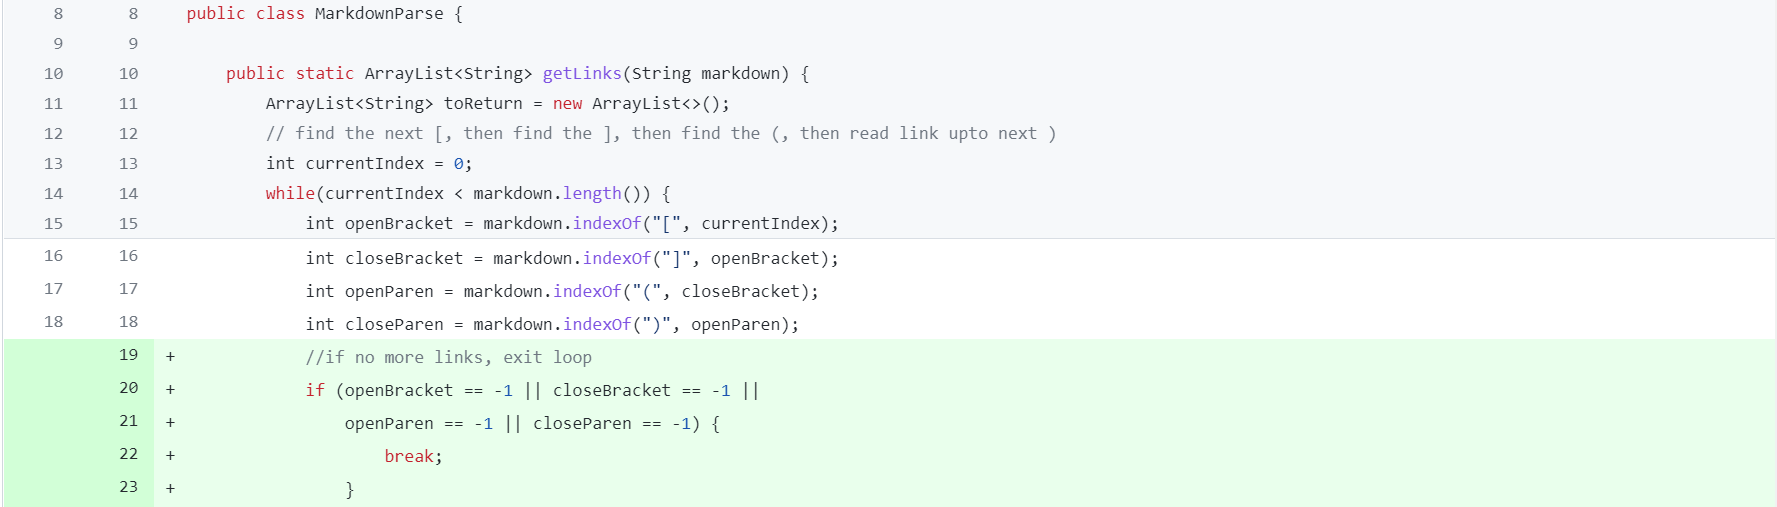 8 8 public class MarkdownParse {
9 9
10 10 public static ArrayList<String> getLinks(String markdown) {
11 11 ArrayList<String> toReturn = new ArrayList<>();
12 12 // find the next [, then find the ], then find the (, then read link upto next )
13 13 int currentIndex = 0;
14 14 while(currentIndex < markdown.length()) {
15 15 int openBracket = markdown.indexOf("[", currentIndex);
16 16 int closeBracket = markdown.indexOf("]", openBracket);
17 17 int openParen = markdown.indexOf("(", closeBracket);
18 18 int closeParen = markdown.indexOf(")", openParen);
19 + //if no more links, exit loop
20 + if (openBracket == -1 || closeBracket == -1 ||
21 + openParen == -1 || closeParen == -1) {
22 + break;
23 + }